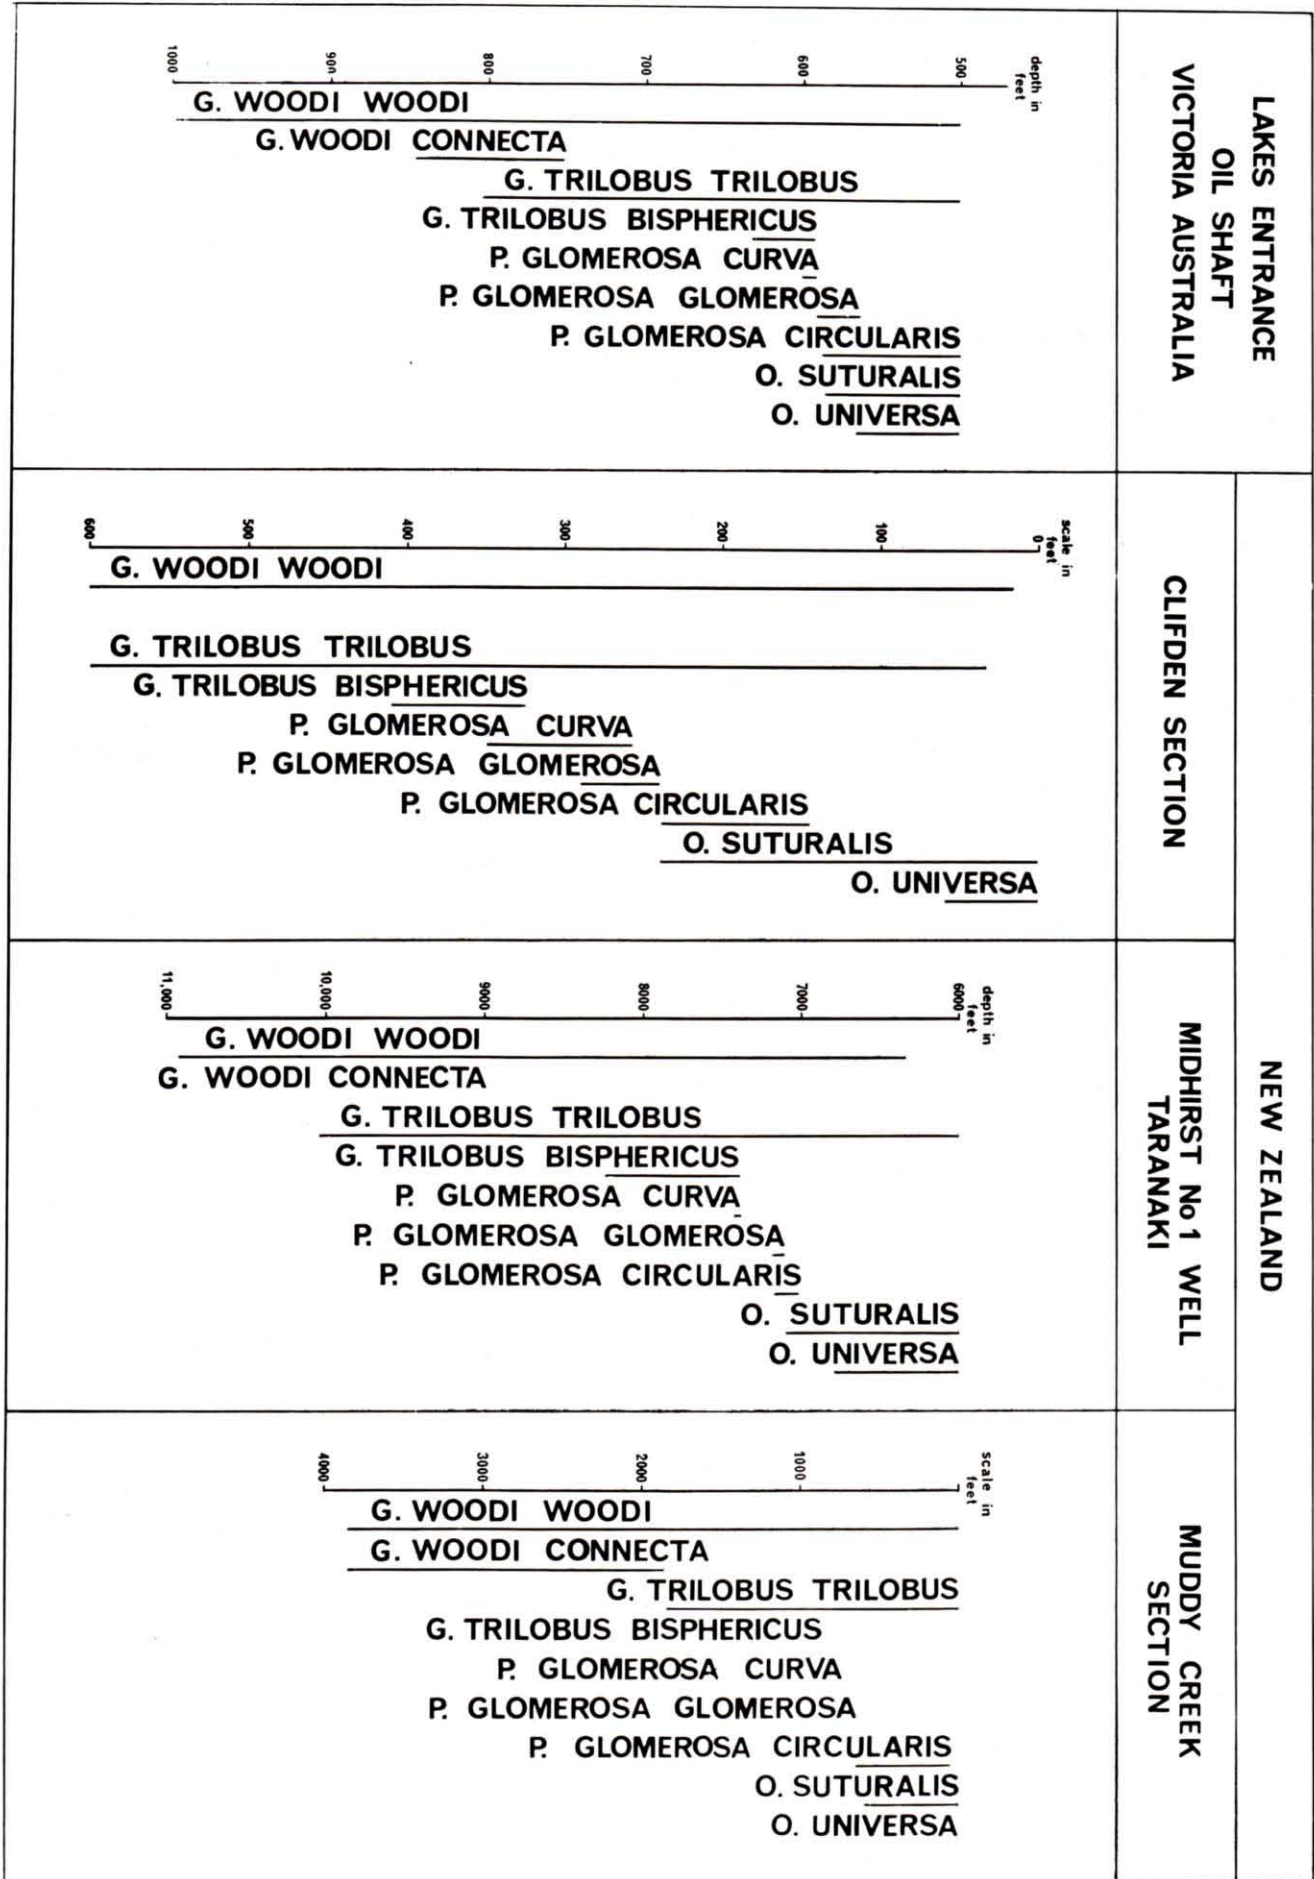 LAKES ENTRANCE
OIL SHAFT
VICTORIA AUSTRALIA
depth in
feet
1000
900
800
700
600
500
G. WOODI WOODI
G. WOODI CONNECTA
G. TRILOBUS TRILOBUS
G. TRILOBUS BISPHERICUS
P. GLOMEROSA CURVA
P. GLOMEROSA GLOMEROSA
P. GLOMEROSA CIRCULARIS
O. SUTURALIS
O. UNIVERSA
NEW ZEALAND
CLIFDEN SECTION
scale in
feet
600
500
400
300
200
100
0
G. WOODI WOODI
G. TRILOBUS TRILOBUS
G. TRILOBUS BISPHERICUS
P. GLOMEROSA CURVA
P. GLOMEROSA GLOMEROSA
P. GLOMEROSA CIRCULARIS
O. SUTURALIS
O. UNIVERSA
MIDHIRST No 1 WELL
TARANAKI
depth in
feet
11,000
10,000
9000
8000
7000
6000
G. WOODI WOODI
G. WOODI CONNECTA
G. TRILOBUS TRILOBUS
G. TRILOBUS BISPHERICUS
P. GLOMEROSA CURVA
P. GLOMEROSA GLOMEROSA
P. GLOMEROSA CIRCULARIS
O. SUTURALIS
O. UNIVERSA
MUDDY CREEK
SECTION
scale in
feet
4000
3000
2000
1000
G. WOODI WOODI
G. WOODI CONNECTA
G. TRILOBUS TRILOBUS
G. TRILOBUS BISPHERICUS
P. GLOMEROSA CURVA
P. GLOMEROSA GLOMEROSA
P. GLOMEROSA CIRCULARIS
O. SUTURALIS
O. UNIVERSA